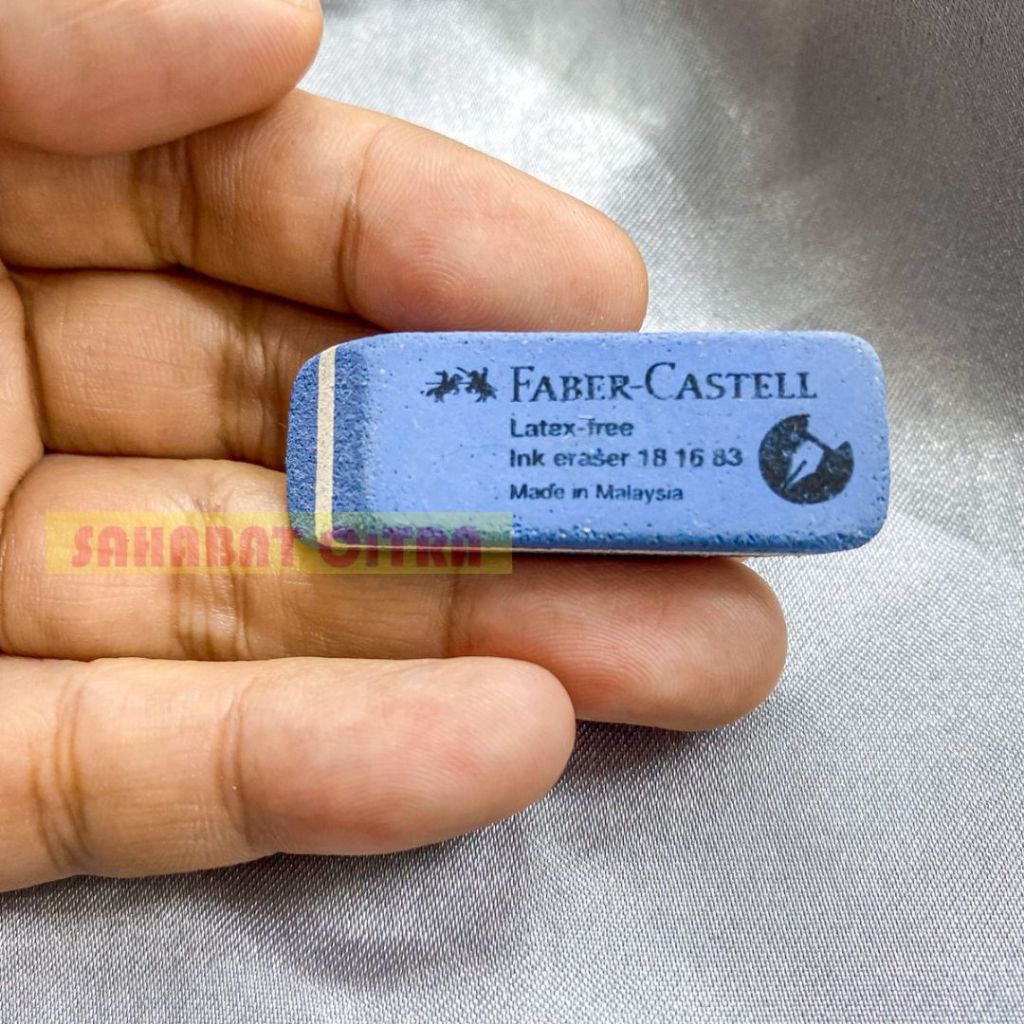 FABER-CASTELL
Latex-free
Ink eraser 18 16 83
Made in Malaysia
SAHABAT CITRA